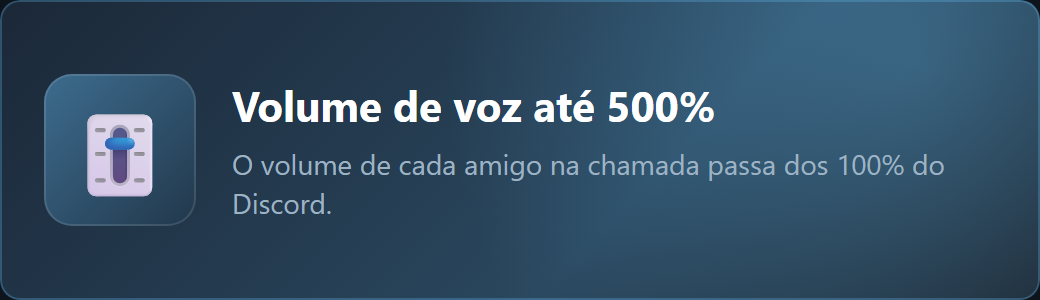 Volume de voz até 500%
O volume de cada amigo na chamada passa dos 100% do
Discord.